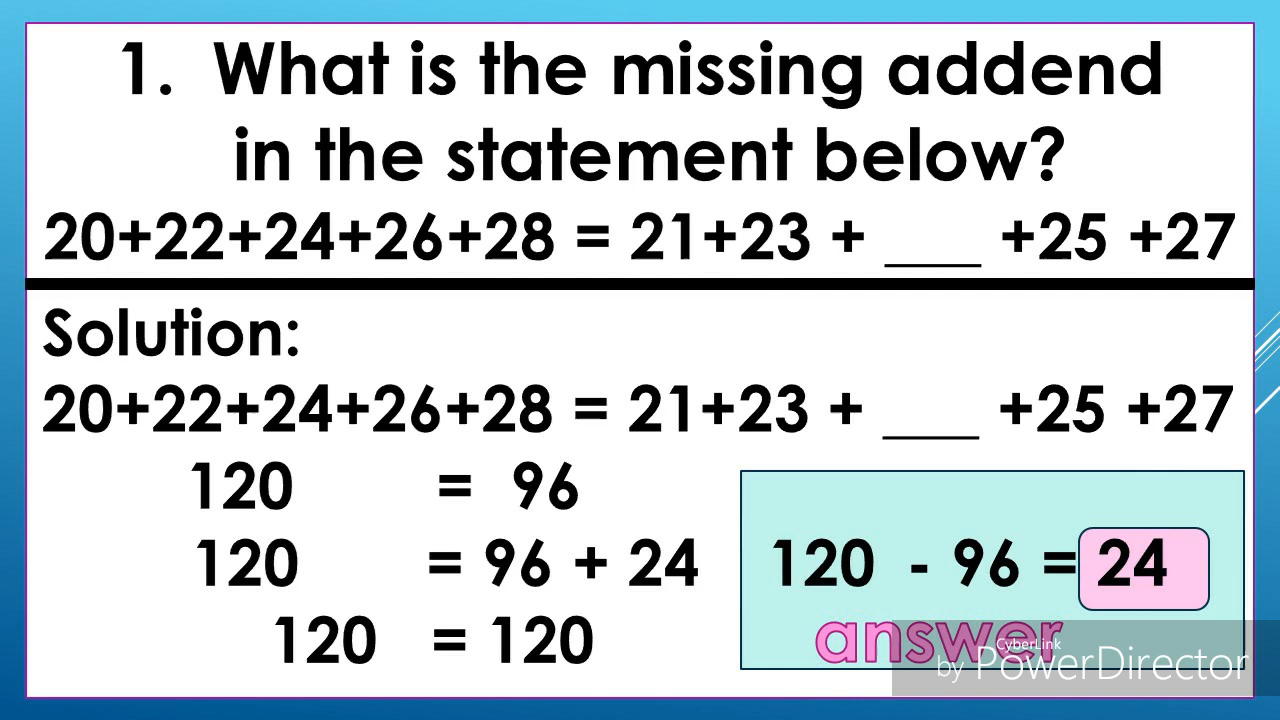 1. What is the missing addend
in the statement below?
20+22+24+26+28 = 21+23 + ___ +25 +27
Solution:
20+22+24+26+28 = 21+23 + ___ +25 +27
120 = 96
120 = 96 + 24
120 - 96 = 24
120 = 120
answer
CyberLink
by PowerDirector